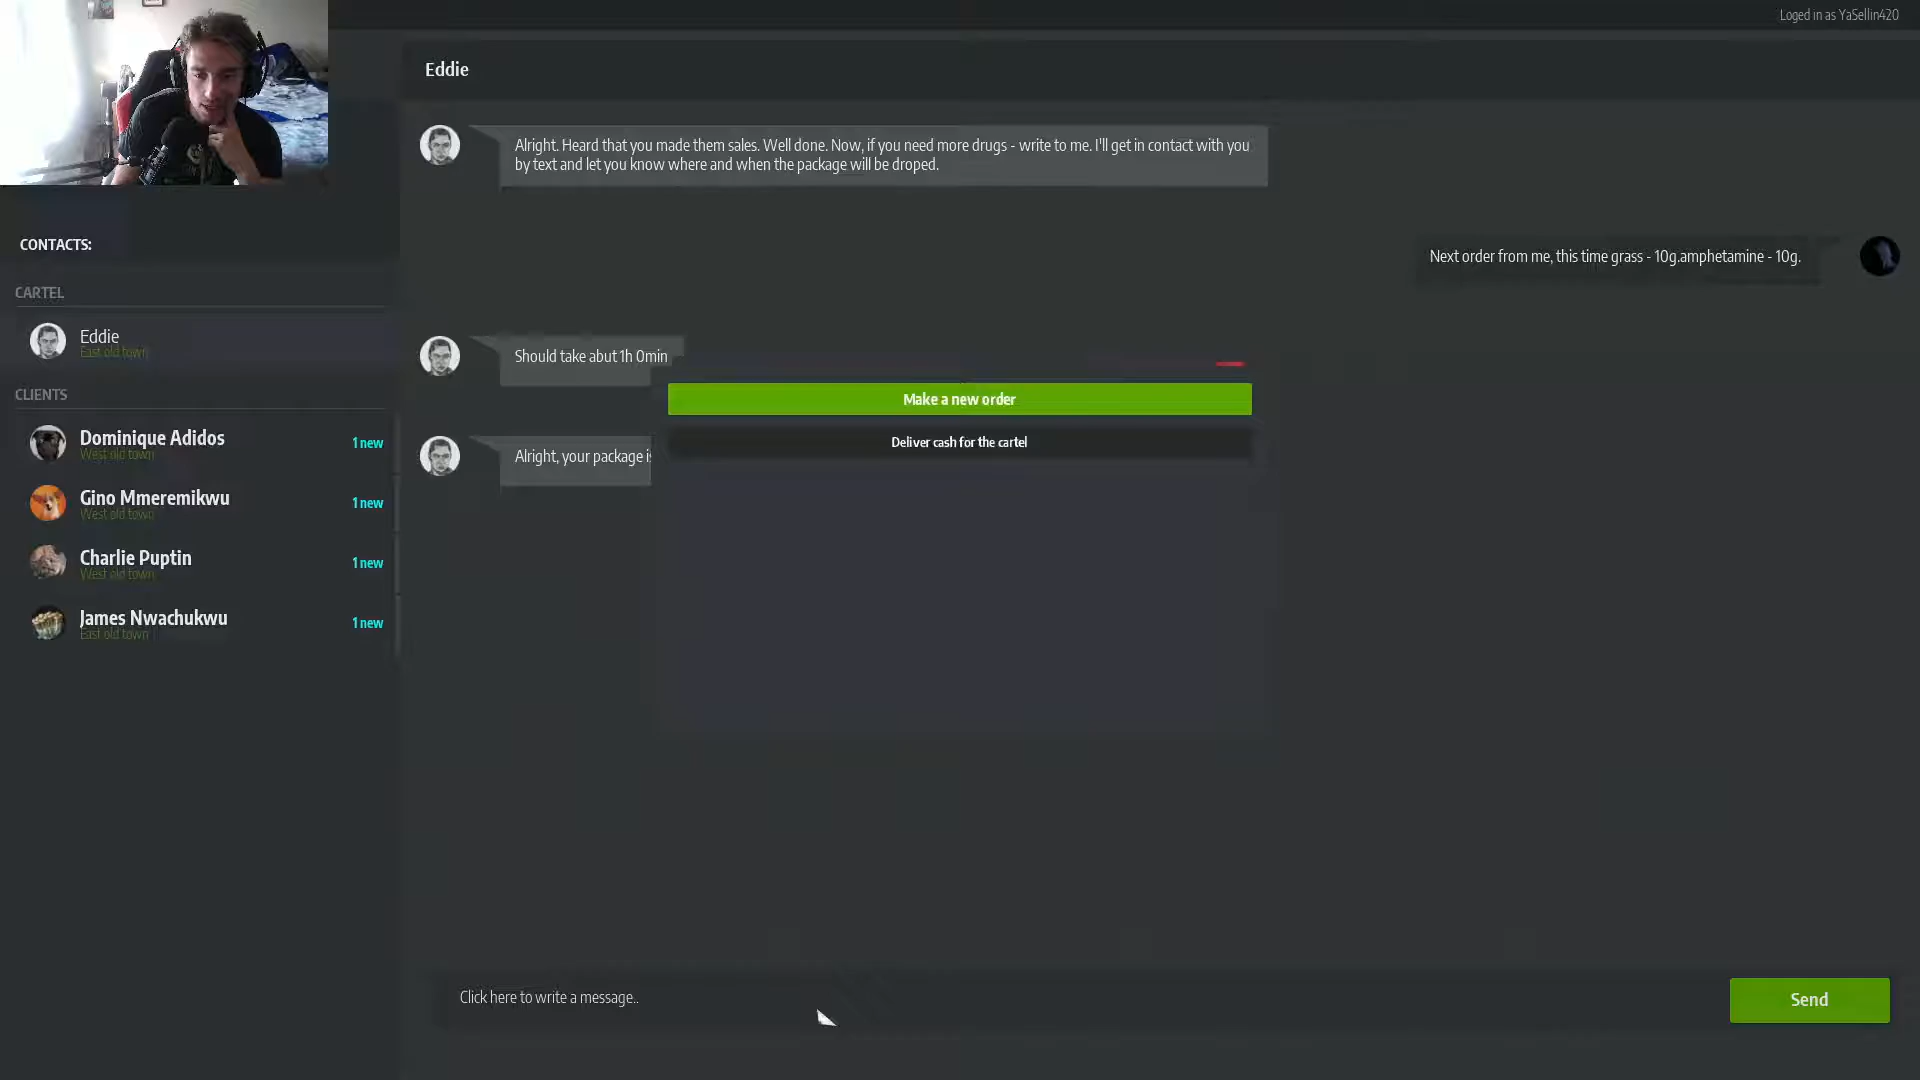 Loged in as YaSellin420
Eddie
Alright. Heard that you made them sales. Well done. Now, if you need more drugs - write to me. I'll get in contact with you
by text and let you know where and when the package will be droped.
Next order from me, this time grass - 10g.amphetamine - 10g.
CONTACTS:
CARTEL
Eddie
East old town
CLIENTS
Dominique Adidos
1 new
West old town
Gino Mmeremikwu
1 new
West old town
Charlie Puptin
1 new
West old town
James Nwachukwu
1 new
East old town
Should take abut 1h 0min
Make a new order
Deliver cash for the cartel
Alright, your package is
Click here to write a message..
Send